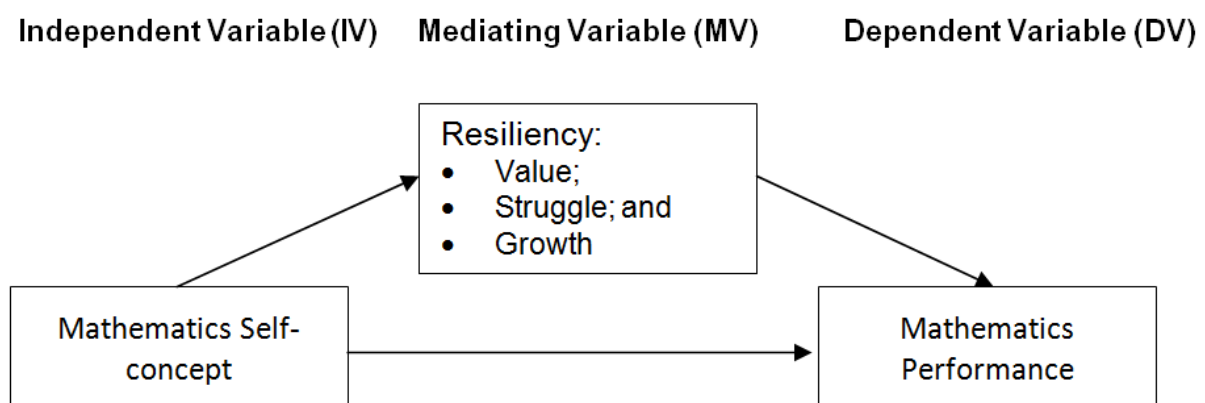 Independent Variable (IV)
Mediating Variable (MV)
Dependent Variable (DV)
Resiliency:
• Value;
• Struggle; and
• Growth
Mathematics Self-
concept
Mathematics
Performance